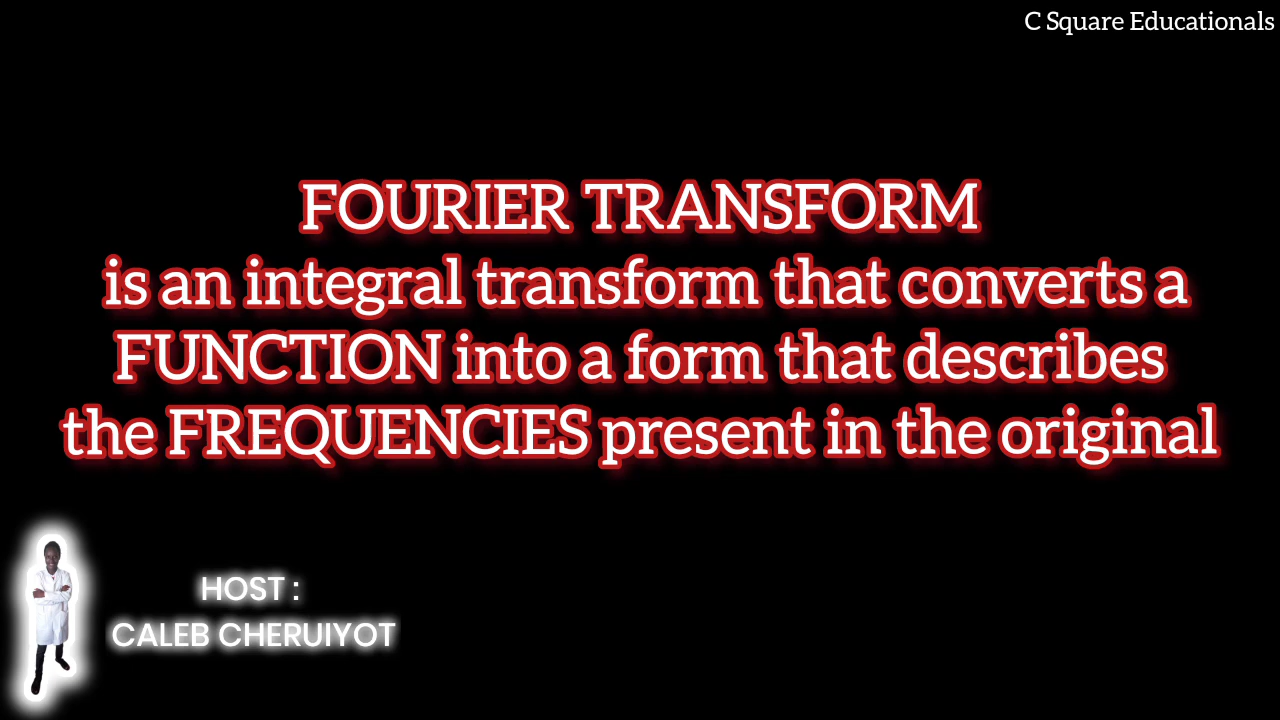 C Square Educationals
FOURIER TRANSFORM
is an integral transform that converts a
FUNCTION into a form that describes
the FREQUENCIES present in the original
HOST :
CALEB CHERUIYOT